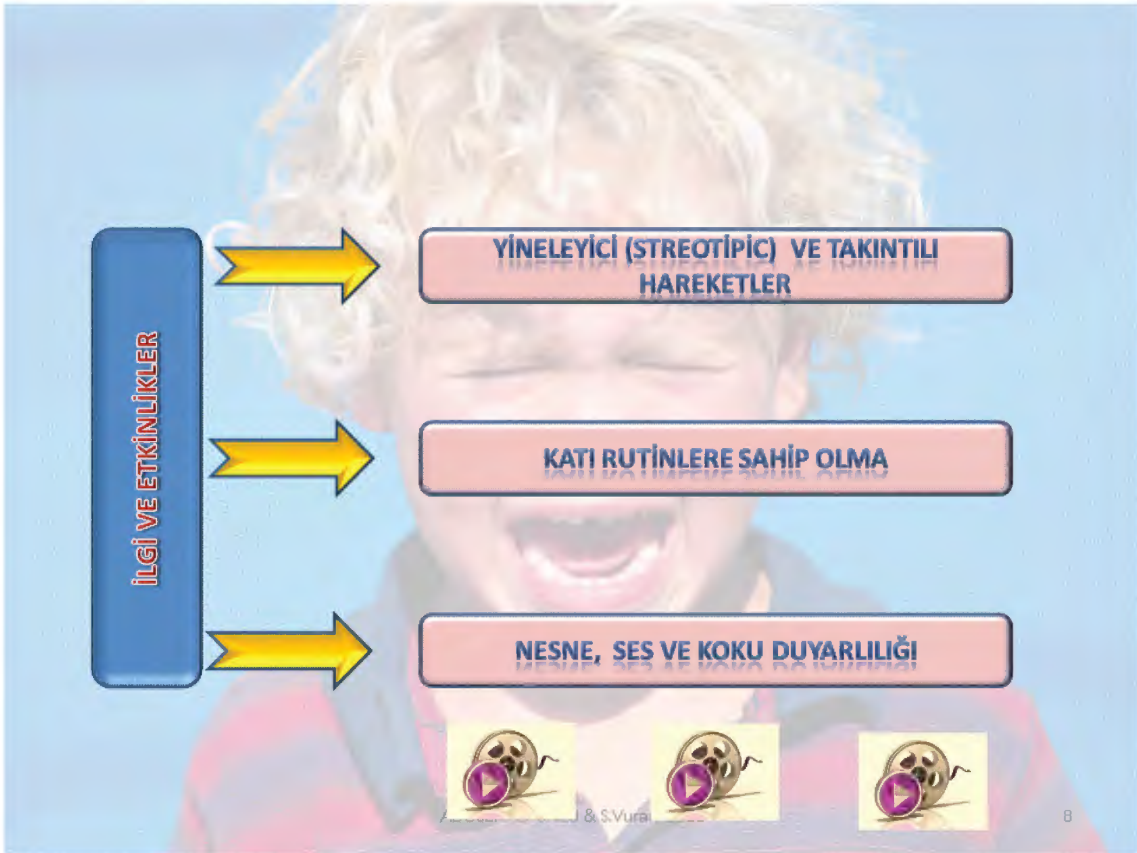 İLGİ VE ETKİNLİKLER
YİNELEYİCİ (STREOTİPİC) VE TAKINTILI
HAREKETLER
KATI RUTİNLERE SAHİP OLMA
NESNE, SES VE KOKU DUYARLILIĞI
& S.Vura
8